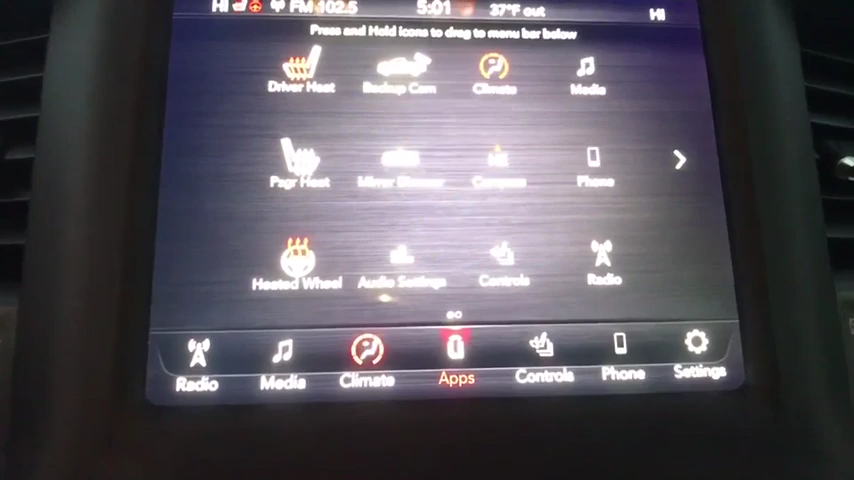 HI FM 102.5 5:01 37°F out HI
Press and Hold icons to drag to menu bar below
Driver Heat Backup Cam Climate Media
Psgr Heat Mirror Dimmer Compass Phone
Heated Wheel Audio Settings Controls Radio
Radio Media Climate Apps Controls Phone Settings